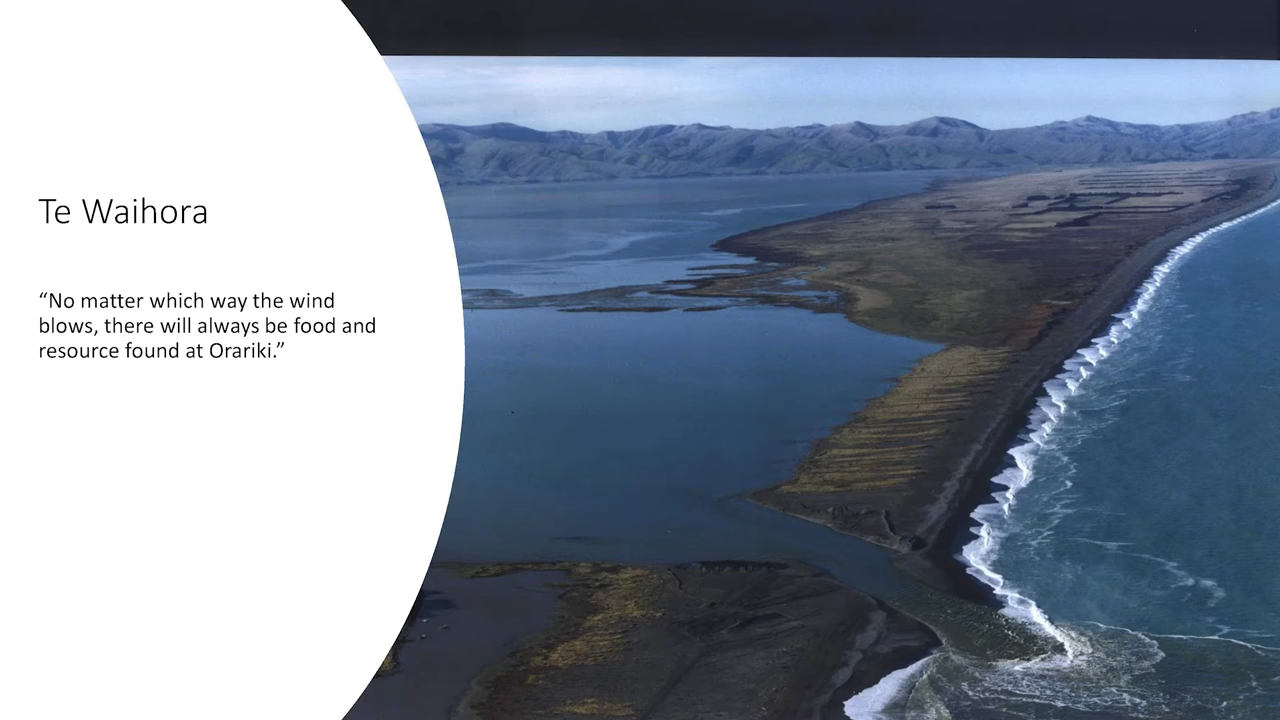 Te Waihora
“No matter which way the wind
blows, there will always be food and
resource found at Orariki.”